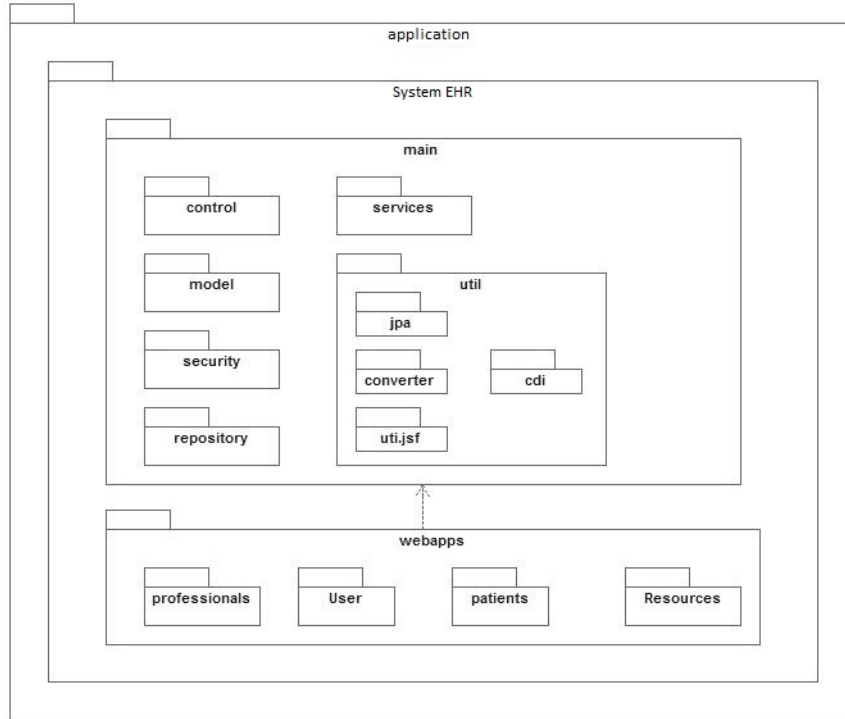 application
System EHR
main
control
services
model
util
jpa
security
converter
cdi
repository
uti.jsf
webapps
professionals
User
patients
Resources